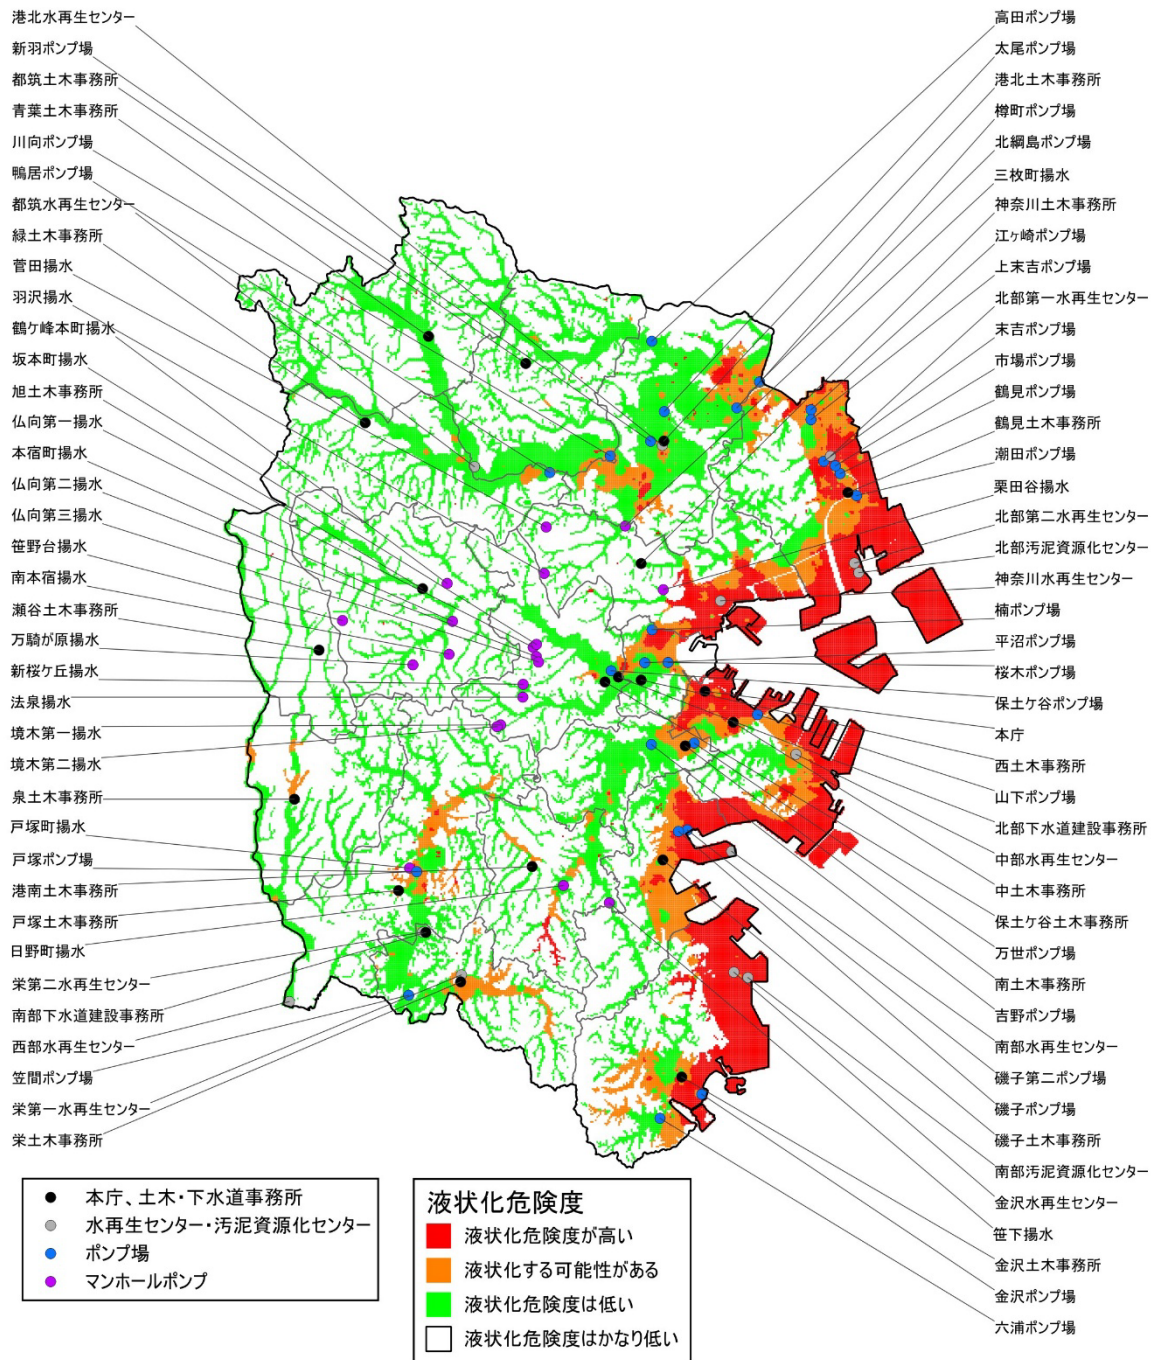 港北水再生センター
新羽ポンプ場
都筑土木事務所
青葉土木事務所
川向ポンプ場
鴨居ポンプ場
都筑水再生センター
緑土木事務所
菅田揚水
羽沢揚水
鶴ケ峰本町揚水
坂本町揚水
旭土木事務所
仏向第一揚水
本宿町揚水
仏向第二揚水
仏向第三揚水
笹野台揚水
南本宿揚水
瀬谷土木事務所
万騎が原揚水
新桜ケ丘揚水
法泉揚水
境木第一揚水
境木第二揚水
泉土木事務所
戸塚町揚水
戸塚ポンプ場
港南土木事務所
戸塚土木事務所
日野町揚水
栄第二水再生センター
南部下水道建設事務所
西部水再生センター
笠間ポンプ場
栄第一水再生センター
栄土木事務所
高田ポンプ場
太尾ポンプ場
港北土木事務所
樽町ポンプ場
北綱島ポンプ場
三枚町揚水
神奈川土木事務所
江ヶ崎ポンプ場
上末吉ポンプ場
北部第一水再生センター
末吉ポンプ場
市場ポンプ場
鶴見ポンプ場
鶴見土木事務所
潮田ポンプ場
栗田谷揚水
北部第二水再生センター
北部汚泥資源化センター
神奈川水再生センター
楠ポンプ場
平沼ポンプ場
桜木ポンプ場
保土ケ谷ポンプ場
本庁
西土木事務所
山下ポンプ場
北部下水道建設事務所
中部水再生センター
中土木事務所
保土ケ谷土木事務所
万世ポンプ場
南土木事務所
吉野ポンプ場
南部水再生センター
磯子第二ポンプ場
磯子ポンプ場
磯子土木事務所
南部汚泥資源化センター
金沢水再生センター
笹下揚水
金沢土木事務所
金沢ポンプ場
六浦ポンプ場
本庁、土木・下水道事務所
水再生センター・汚泥資源化センター
ポンプ場
マンホールポンプ
液状化危険度
液状化危険度が高い
液状化する可能性がある
液状化危険度は低い
液状化危険度はかなり低い